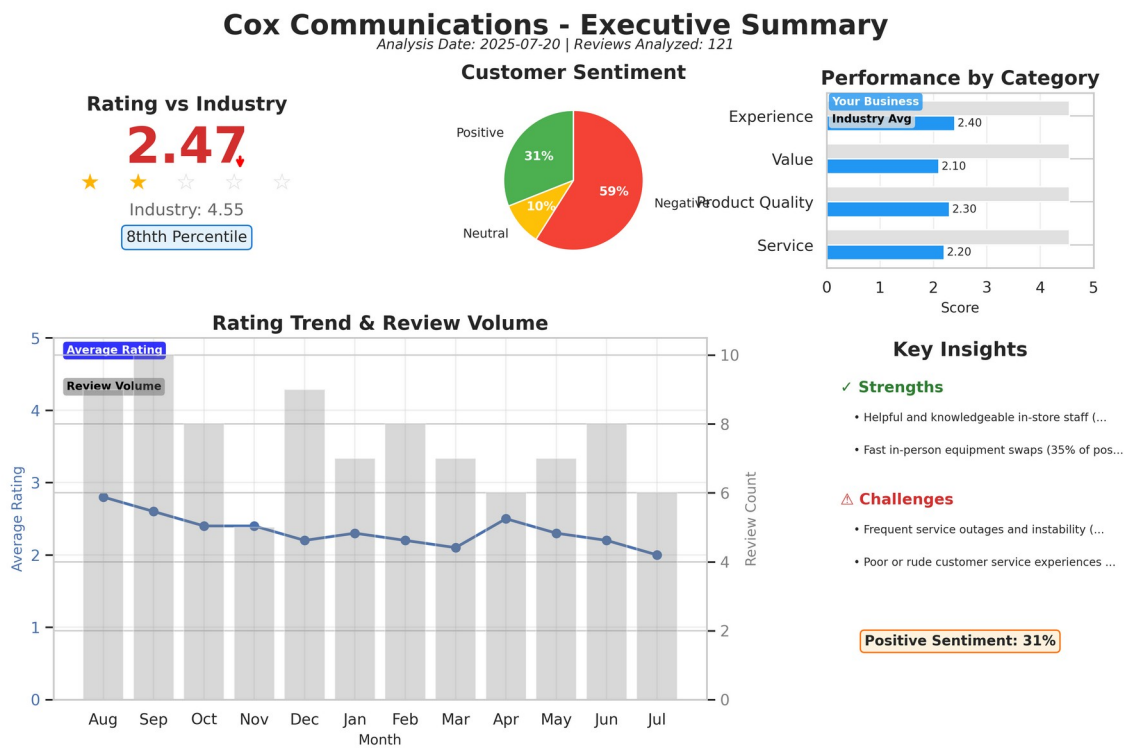 Cox Communications - Executive Summary
Analysis Date: 2025-07-20 | Reviews Analyzed: 121
Rating vs Industry
2.47
Industry: 4.55
8thth Percentile
Customer Sentiment
Positive
31%
59%
10%
Negative
Neutral
Performance by Category
Your Business
Industry Avg
Experience
2.40
Value
2.10
Product Quality
2.30
Service
2.20
0 1 2 3 4 5
Score
Rating Trend & Review Volume
Average Rating
Review Volume
5
4
3
2
1
0
Average Rating
10
8
6
4
2
0
Review Count
Aug Sep Oct Nov Dec Jan Feb Mar Apr May Jun Jul
Month
Key Insights
✓ Strengths
• Helpful and knowledgeable in-store staff (...
• Fast in-person equipment swaps (35% of pos...
⚠ Challenges
• Frequent service outages and instability (...
• Poor or rude customer service experiences ...
Positive Sentiment: 31%